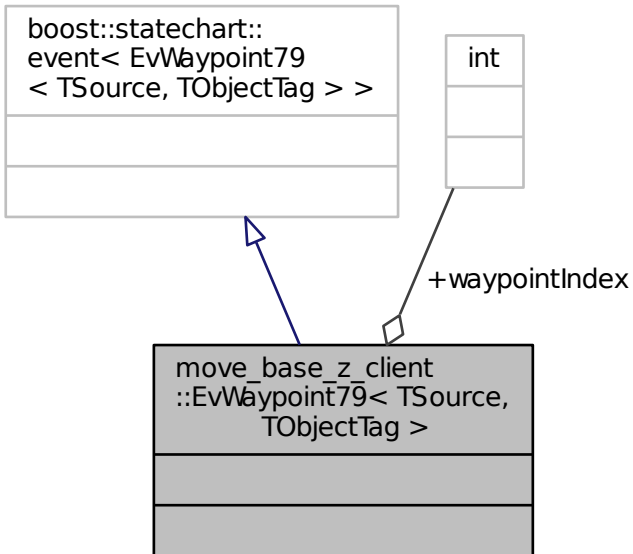 boost::statechart::
event< EvWaypoint79
< TSource, TObjectTag > >
int
+waypointIndex
move_base_z_client
::EvWaypoint79< TSource,
TObjectTag >